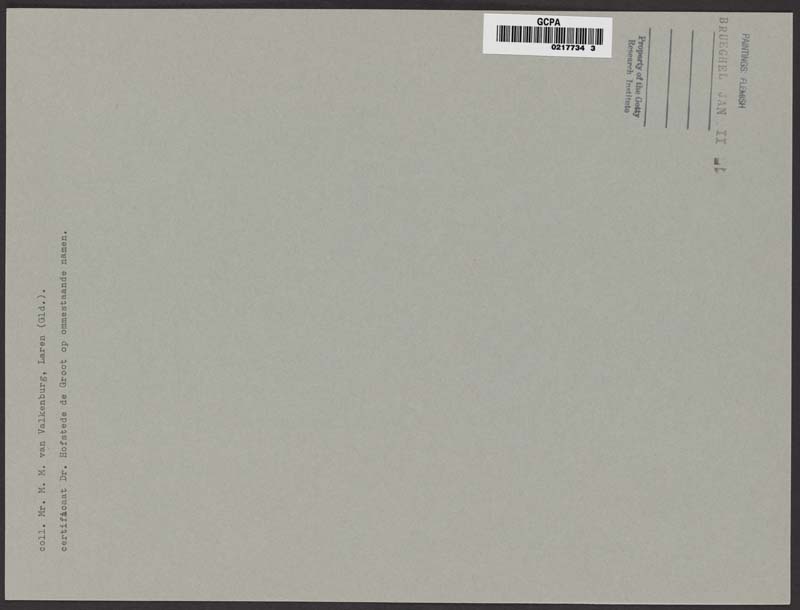 GCPA
0217734 3
PAINTINGS: FLEMISH
BRUEGHEL JAN II
Property of the Getty
Research Institute
coll. Mr. M. M. van Valkenburg, Laren (Gld.).
certificaat Dr. Hofstede de Groot op ommestaande namen.